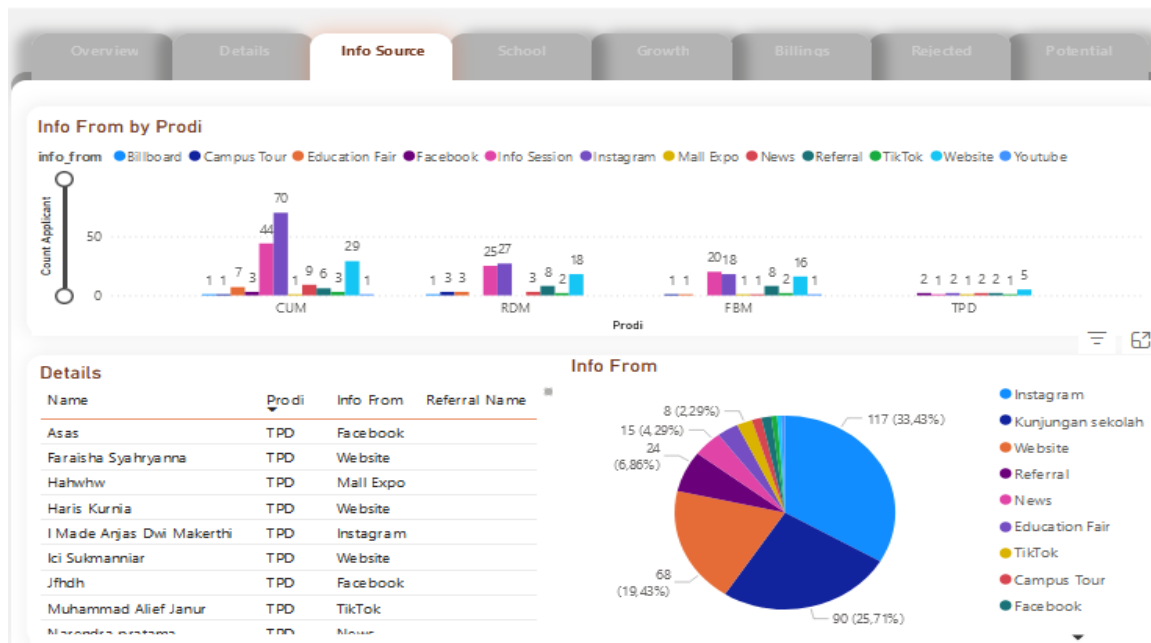 Overview Details Info Source School Growth Billings Rejected Potential
Info From by Prodi
info_from Billboard Campus Tour Education Fair Facebook Info Session Instagram Mall Expo News Referral TikTok Website Youtube
Count Applicant
50
0
1 1 7 3 44 70 1 9 6 3 29 1
1 3 3 25 27 3 8 2 18
1 1 20 18 1 1 8 2 16 1
2 1 2 1 2 2 1 5
CUM RDM FBM TPD
Prodi
Details
Name Prodi Info From Referral Name
Asas TPD Facebook
Faraisha Syahryanna TPD Website
Hahwhw TPD Mall Expo
Haris Kurnia TPD Website
I Made Anjas Dwi Makerthi TPD Instagram
Ici Sukmanniar TPD Website
Jfhdh TPD Facebook
Muhammad Alief Janur TPD TikTok
Narendra pratama TPD News
Info From
8 (2,29%)
15 (4,29%)
24
(6,86%)
68
(19,43%)
117 (33,43%)
90 (25,71%)
Instagram
Kunjungan sekolah
Website
Referral
News
Education Fair
TikTok
Campus Tour
Facebook